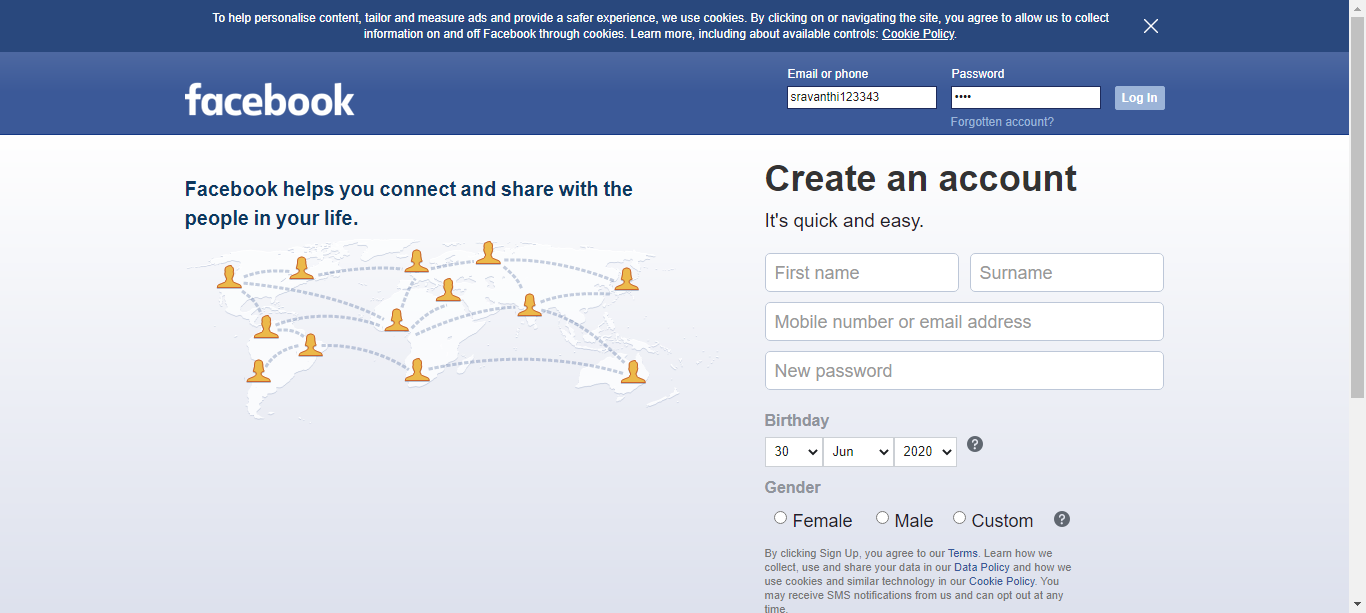 To help personalise content, tailor and measure ads and provide a safer experience, we use cookies. By clicking on or navigating the site, you agree to allow us to collect
information on and off Facebook through cookies. Learn more, including about available controls: Cookie Policy.
facebook
Email or phone
Password
sravanthi123343
••••
Log In
Forgotten account?
Facebook helps you connect and share with the
people in your life.
Create an account
It's quick and easy.
First name
Surname
Mobile number or email address
New password
Birthday
30
Jun
2020
?
Gender
Female
Male
Custom
?
By clicking Sign Up, you agree to our Terms. Learn how we
collect, use and share your data in our Data Policy and how we
use cookies and similar technology in our Cookie Policy. You
may receive SMS notifications from us and can opt out at any
time.